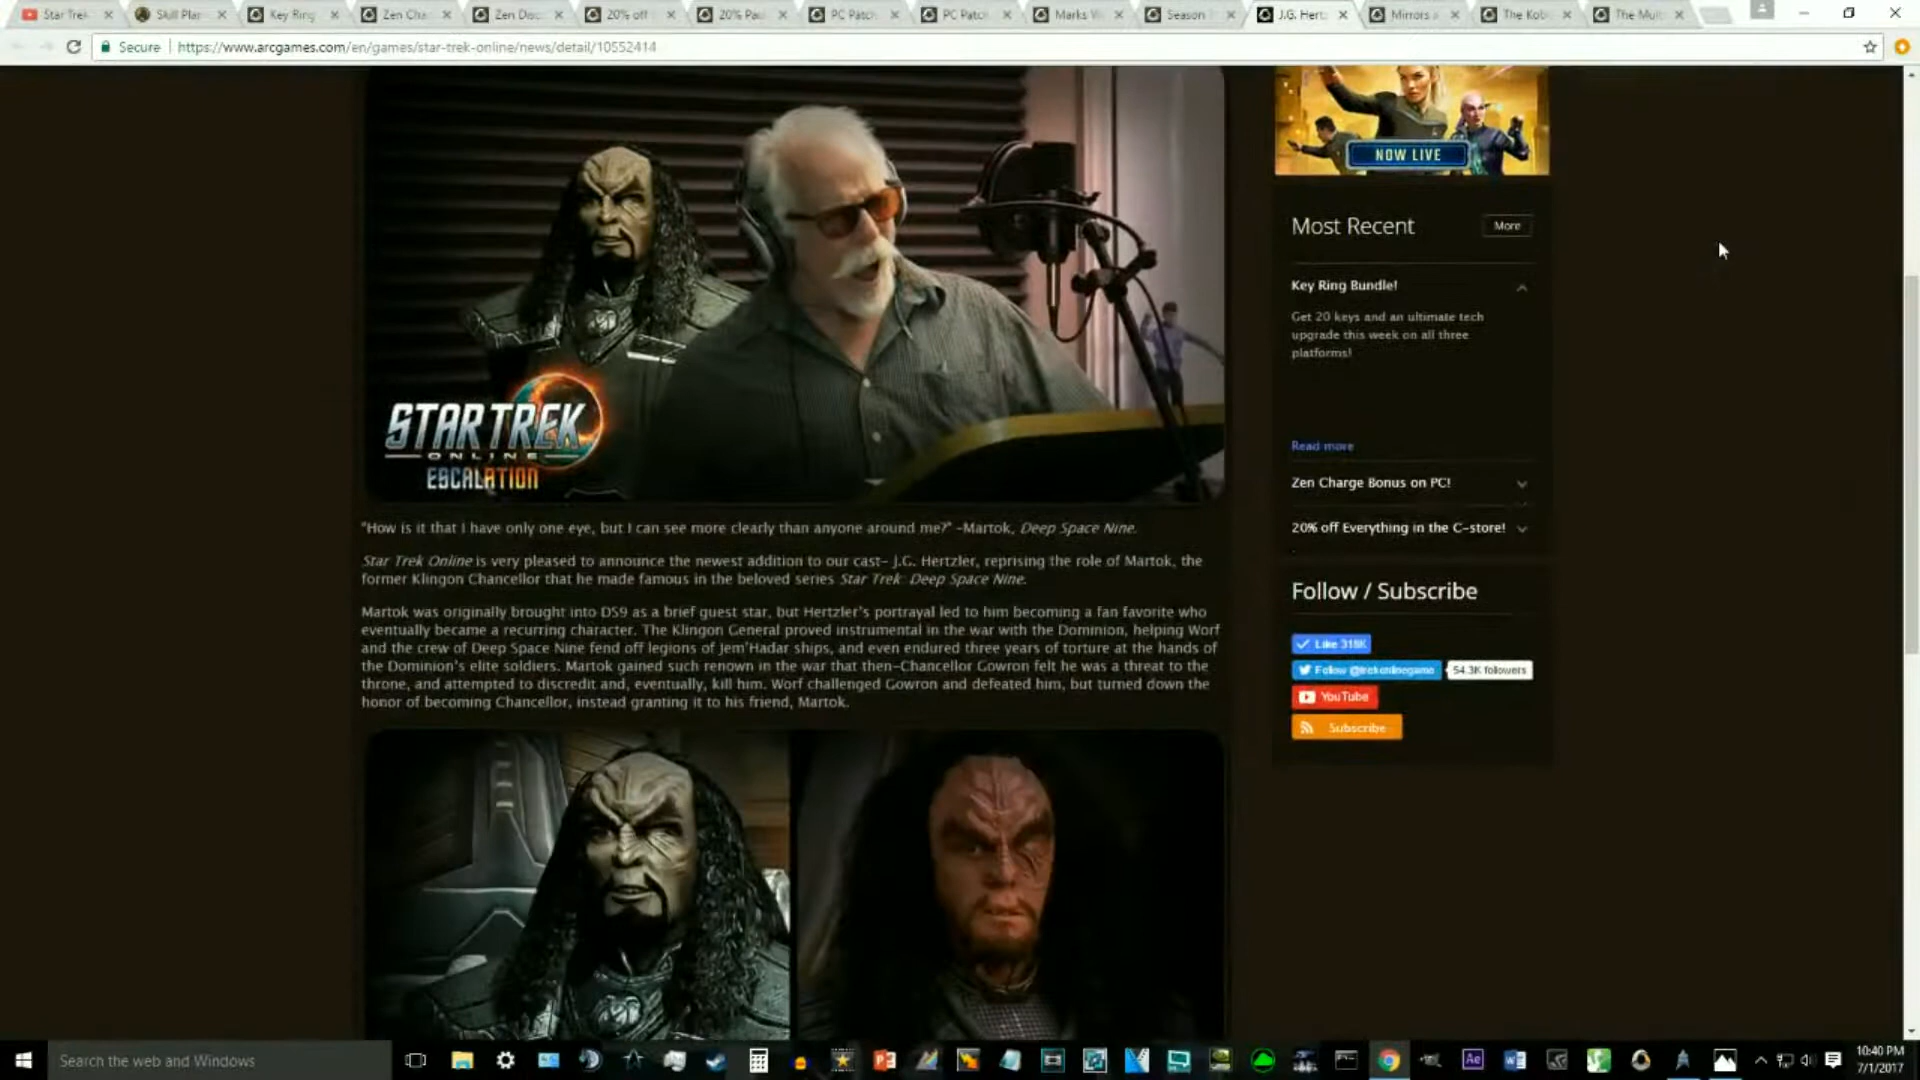 Star Trek
Skill Plan
Key Ring
Zen Cha
Zen Disc
20% off
20% Pau
PC Patch
PC Patch
Marks W
Season
J.G. Hert
Mirrors a
The Kob
The Mult
Secure https://www.arcgames.com/en/games/star-trek-online/news/detail/10552414
NOW LIVE
STAR TREK
ONLINE
ESCALATION
"How is it that I have only one eye, but I can see more clearly than anyone around me?" -Martok, Deep Space Nine.
Star Trek Online is very pleased to announce the newest addition to our cast- J.G. Hertzler, reprising the role of Martok, the
former Klingon Chancellor that he made famous in the beloved series Star Trek: Deep Space Nine.
Martok was originally brought into DS9 as a brief guest star, but Hertzler's portrayal led to him becoming a fan favorite who
eventually became a recurring character. The Klingon General proved instrumental in the war with the Dominion, helping Worf
and the crew of Deep Space Nine fend off legions of Jem'Hadar ships, and even endured three years of torture at the hands of
the Dominion's elite soldiers. Martok gained such renown in the war that then-Chancellor Gowron felt he was a threat to the
throne, and attempted to discredit and, eventually, kill him. Worf challenged Gowron and defeated him, but turned down the
honor of becoming Chancellor, instead granting it to his friend, Martok.
Most Recent
More
Key Ring Bundle!
Get 20 keys and an ultimate tech
upgrade this week on all three
platforms!
Read more
Zen Charge Bonus on PC!
20% off Everything in the C-store!
Follow / Subscribe
Like 318K
Follow @trekonlinegame 54.3K followers
YouTube
Subscribe
Search the web and Windows
10:40 PM
7/1/2017